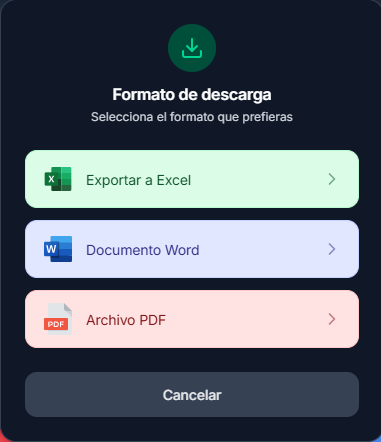 Formato de descarga
Selecciona el formato que prefieras
X Exportar a Excel
W Documento Word
PDF Archivo PDF
Cancelar